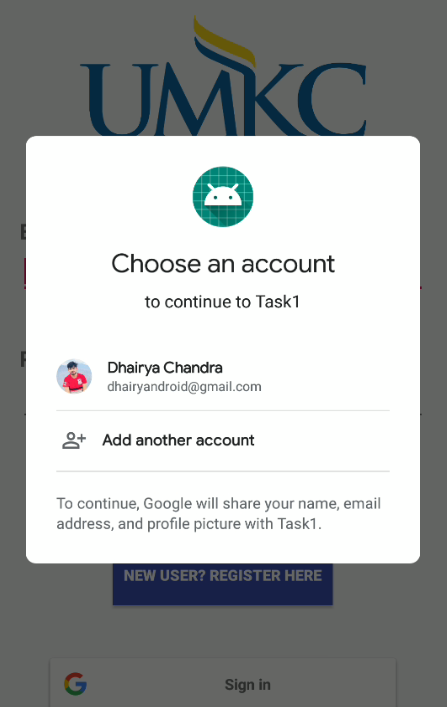 UMKC
Choose an account
to continue to Task1
Dhairya Chandra
dhairyandroid@gmail.com
Add another account
To continue, Google will share your name, email
address, and profile picture with Task1.
NEW USER? REGISTER HERE
G Sign in